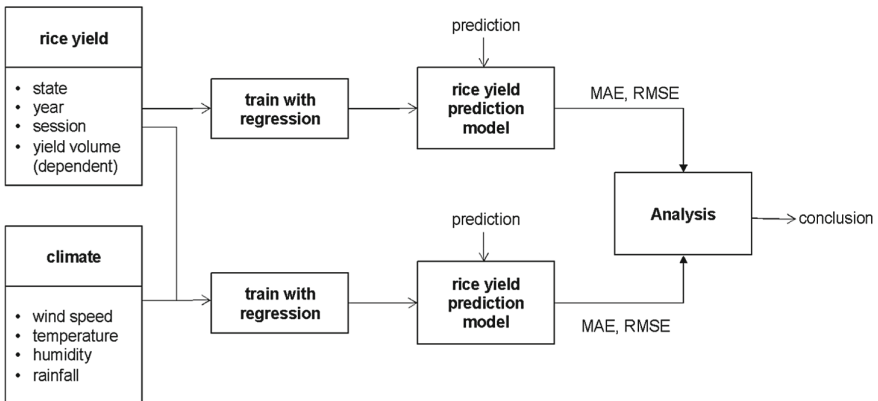 rice yield
• state
• year
• session
• yield volume
(dependent)
train with
regression
prediction
rice yield
prediction
model
MAE, RMSE
Analysis
conclusion
climate
• wind speed
• temperature
• humidity
• rainfall
train with
regression
prediction
rice yield
prediction
model
MAE, RMSE